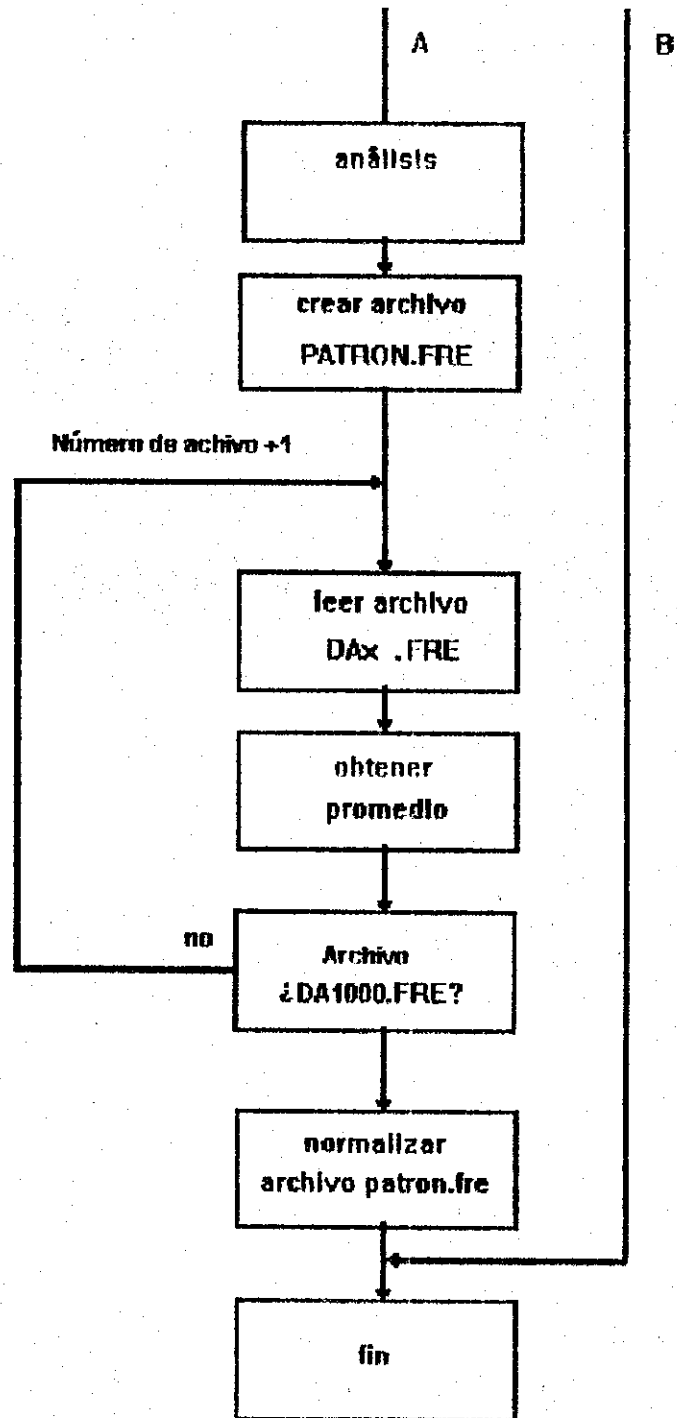 A
B
análisis
crear archivo
PATRON.FRE
Número de achivo +1
leer archivo
DAx .FRE
obtener
promedio
no
Archivo
¿DA1000.FRE?
normalizar
archivo patron.fre
fin